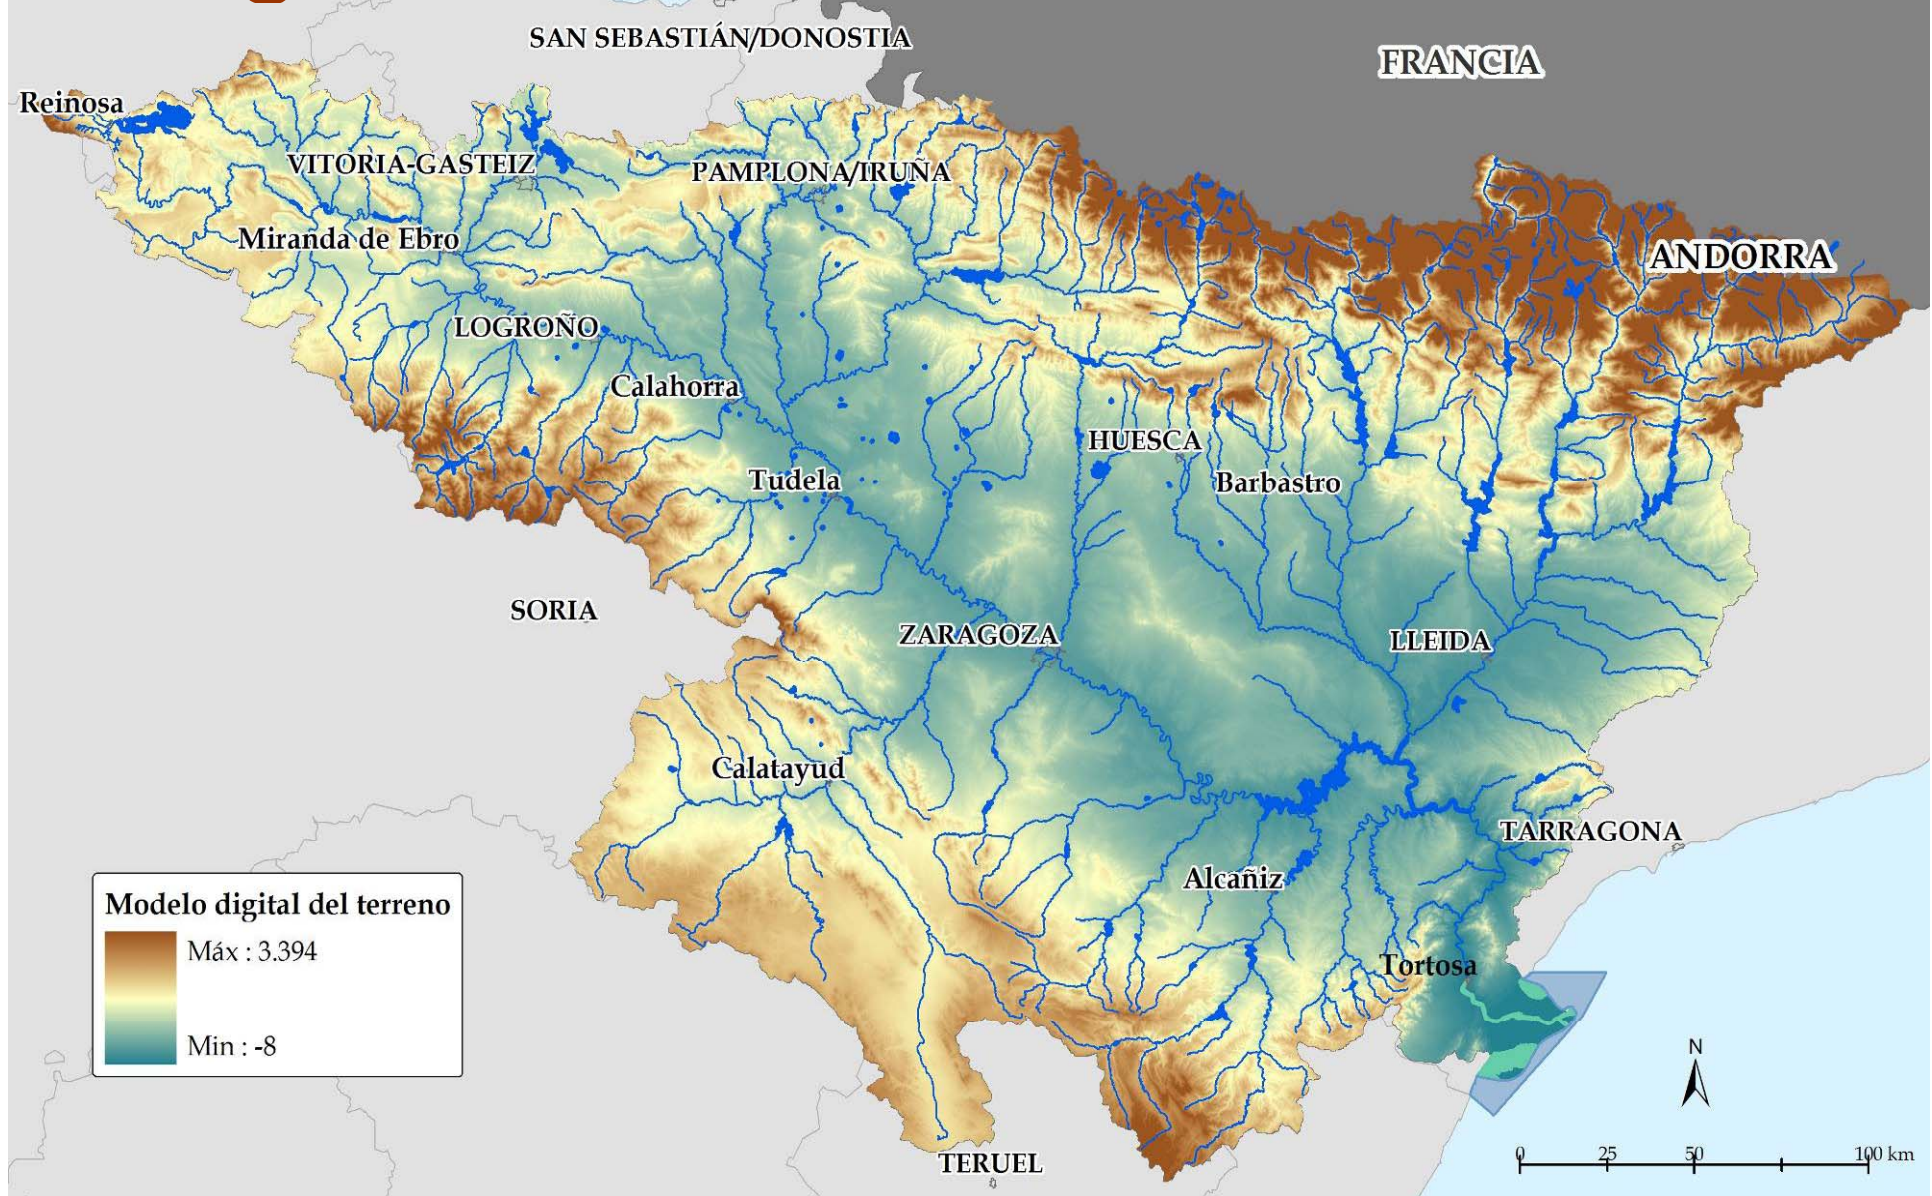 SAN SEBASTIÁN/DONOSTIA
FRANCIA
Reinosa
VITORIA-GASTEIZ
PAMPLONA/IRUÑA
Miranda de Ebro
ANDORRA
LOGROÑO
Calahorra
HUESCA
Tudela
Barbastro
SORIA
ZARAGOZA
LLEIDA
Calatayud
TARRAGONA
Alcañiz
Tortosa
TERUEL
Modelo digital del terreno
Máx : 3.394
Min : -8
N
0 25 50 100 km